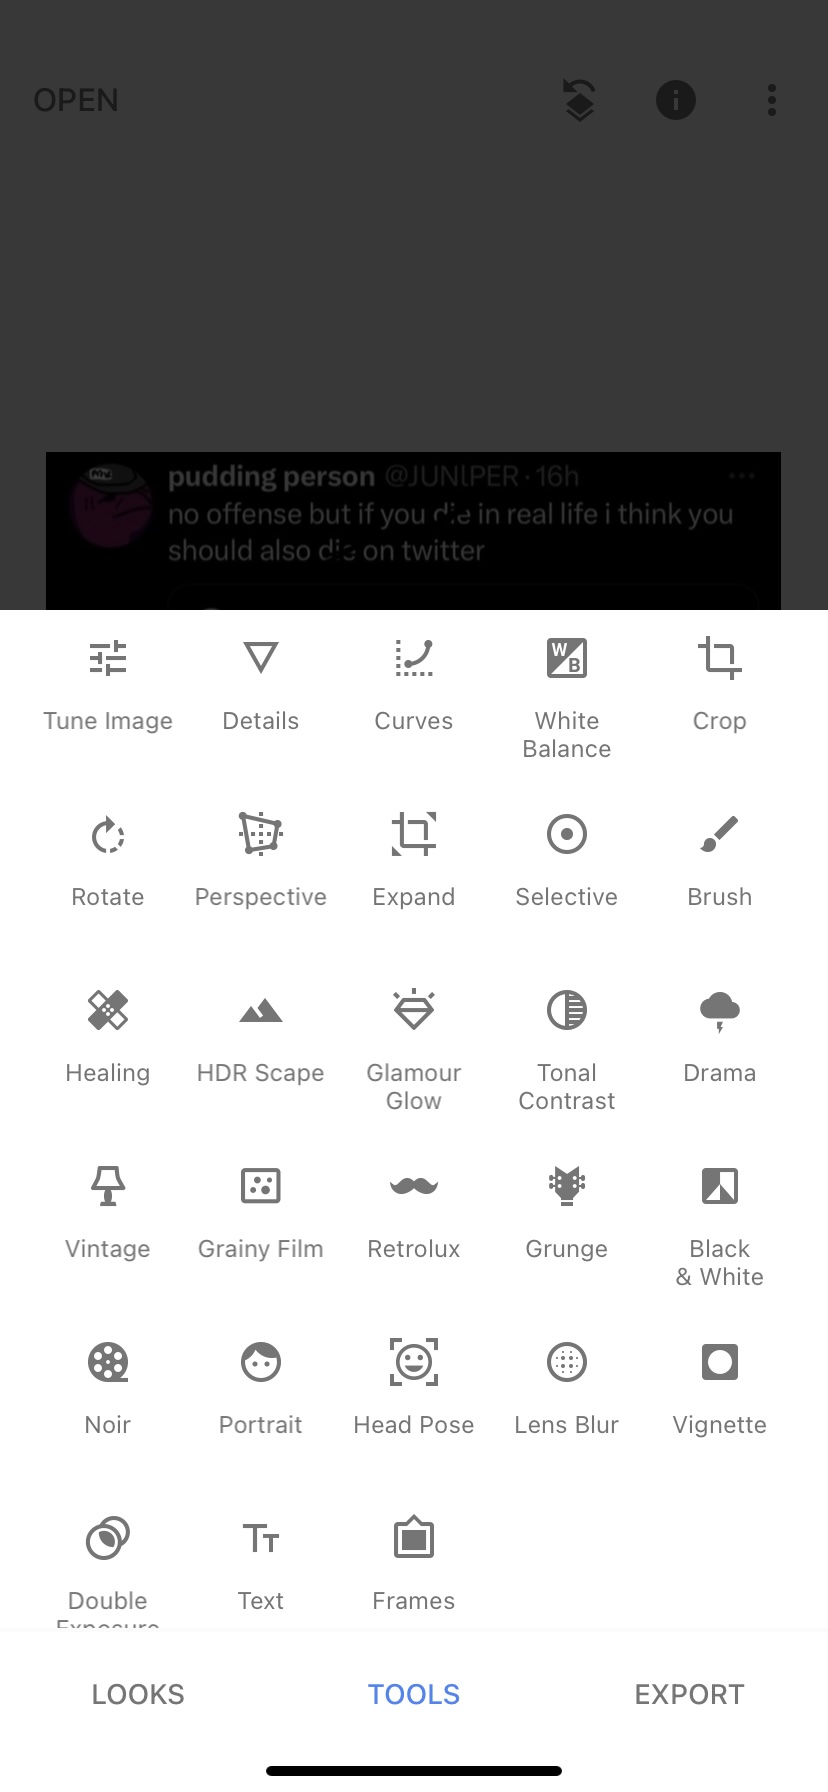 OPEN
pudding person @JUNlPER · 16h
no offense but if you die in real life i think you
should also die on twitter
Tune Image
Details
Curves
White
Balance
Crop
Rotate
Perspective
Expand
Selective
Brush
Healing
HDR Scape
Glamour
Glow
Tonal
Contrast
Drama
Vintage
Grainy Film
Retrolux
Grunge
Black
& White
Noir
Portrait
Head Pose
Lens Blur
Vignette
Double
Exposure
Text
Frames
LOOKS
TOOLS
EXPORT